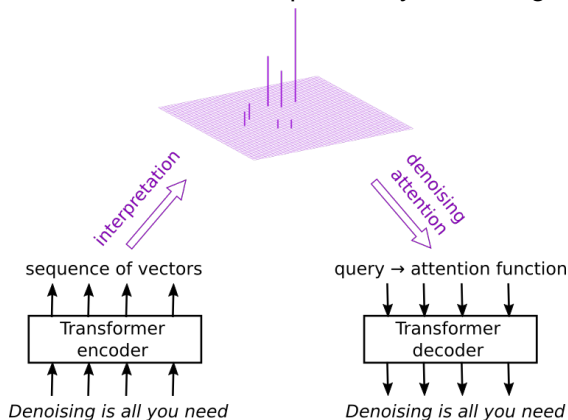 interpretation
denoising
attention
sequence of vectors
query → attention function
Transformer
encoder
Transformer
decoder
Denoising is all you need
Denoising is all you need